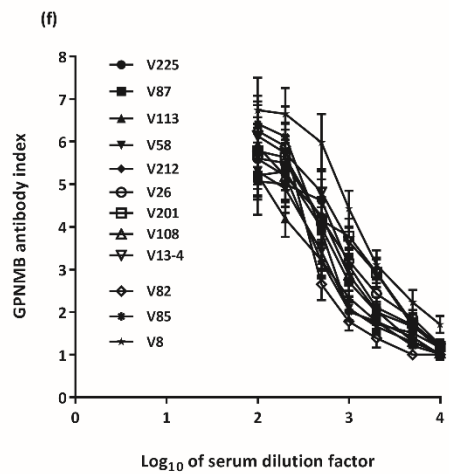 (f)
GPNMB antibody index
8
7
6
5
4
3
2
1
0
V225
V87
V113
V58
V212
V26
V201
V108
V13-4
V82
V85
V8
0 1 2 3 4
Log10 of serum dilution factor